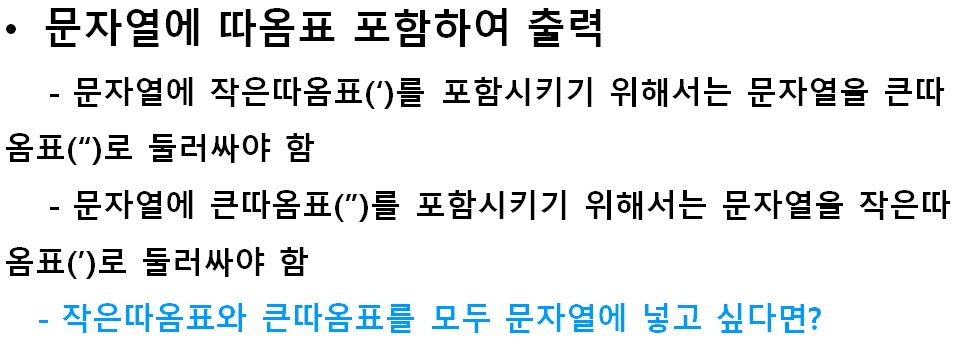 • 문자열에 따옴표 포함하여 출력
- 문자열에 작은따옴표(‘)를 포함시키기 위해서는 문자열을 큰따
옴표(“)로 둘러싸야 함
- 문자열에 큰따옴표(”)를 포함시키기 위해서는 문자열을 작은따
옴표(’)로 둘러싸야 함
- 작은따옴표와 큰따옴표를 모두 문자열에 넣고 싶다면?